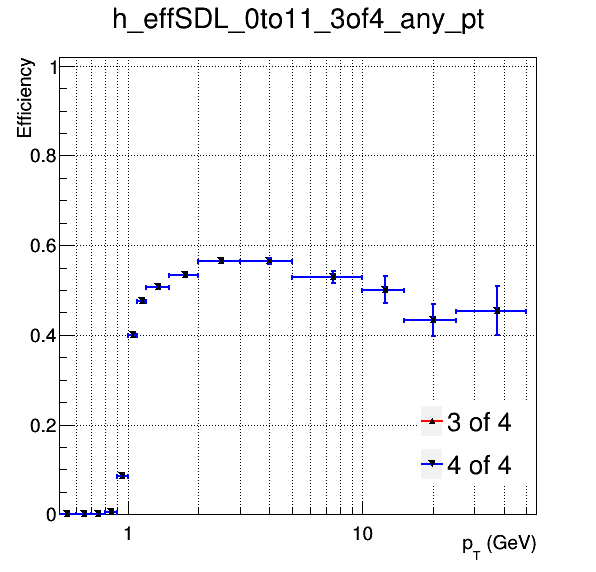 h_effSDL_0to11_3of4_any_pt
Efficiency
1
0.8
0.6
0.4
0.2
0
3 of 4
4 of 4
1
10
p_T (GeV)